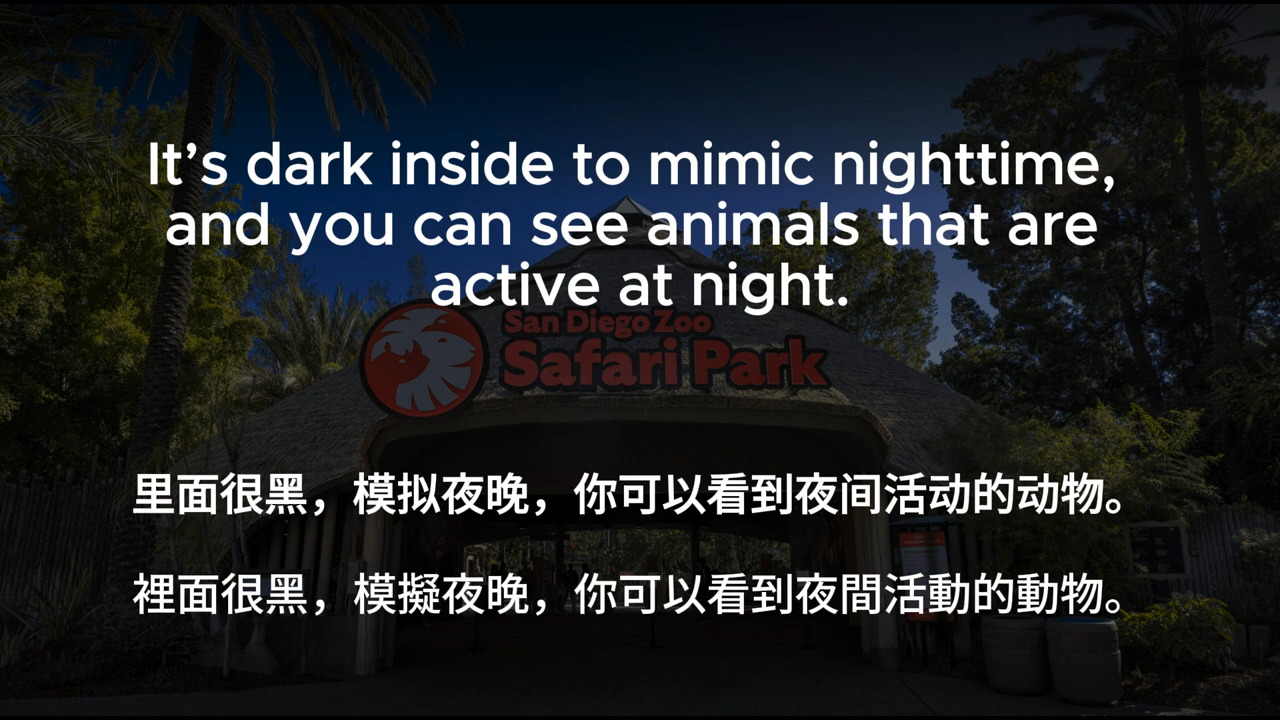 It’s dark inside to mimic nighttime,
and you can see animals that are
active at night.
San Diego Zoo
Safari Park
里面很黑，模拟夜晚，你可以看到夜间活动的动物。
裡面很黑，模擬夜晚，你可以看到夜間活動的動物。